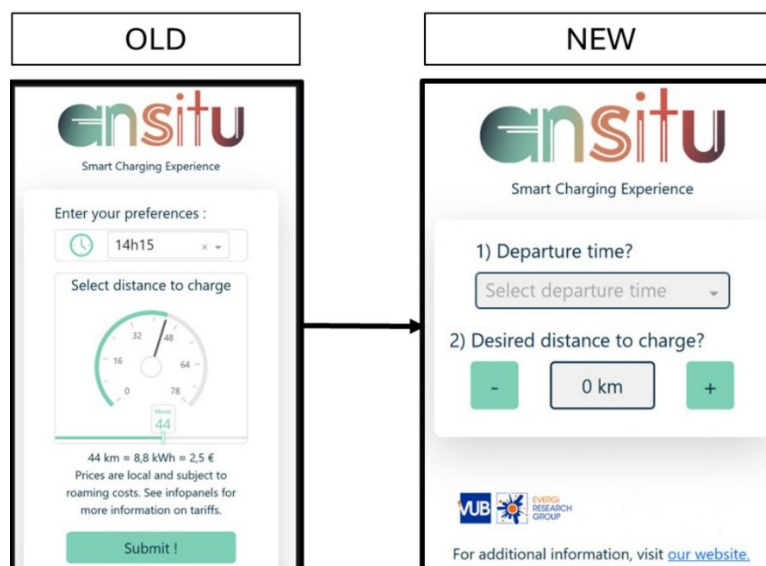 OLD
ansitu
Smart Charging Experience
Enter your preferences :
14h15 ×
Select distance to charge
0
16
32
48
64
78
Move!
44
44 km ≈ 8,8 kWh ≈ 2,5 €
Prices are local and subject to
roaming costs. See infopanels for
more information on tariffs.
Submit !
NEW
ansitu
Smart Charging Experience
1) Departure time?
Select departure time
2) Desired distance to charge?
- 0 km +
VUB
EVERGi
RESEARCH
GROUP
For additional information, visit our website.